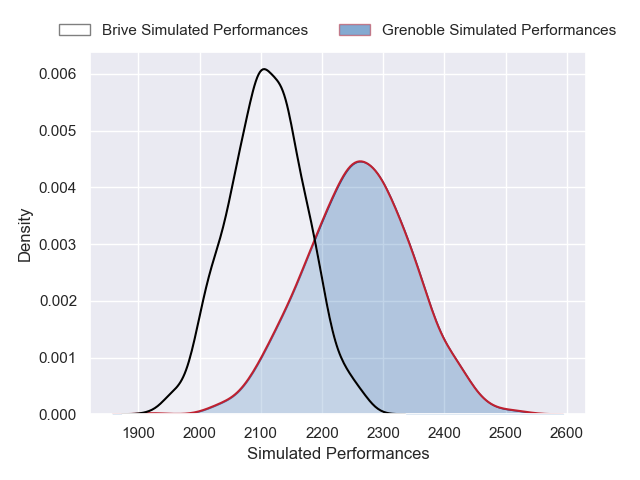 Brive Simulated Performances
Grenoble Simulated Performances
0.006
0.005
0.004
0.003
0.002
0.001
0.000
Density
1900 2000 2100 2200 2300 2400 2500 2600
Simulated Performances